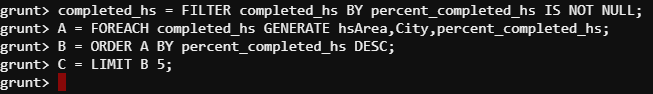 grunt> completed_hs = FILTER completed_hs BY percent_completed_hs IS NOT NULL;
grunt> A = FOREACH completed_hs GENERATE hsArea,City,percent_completed_hs;
grunt> B = ORDER A BY percent_completed_hs DESC;
grunt> C = LIMIT B 5;
grunt>